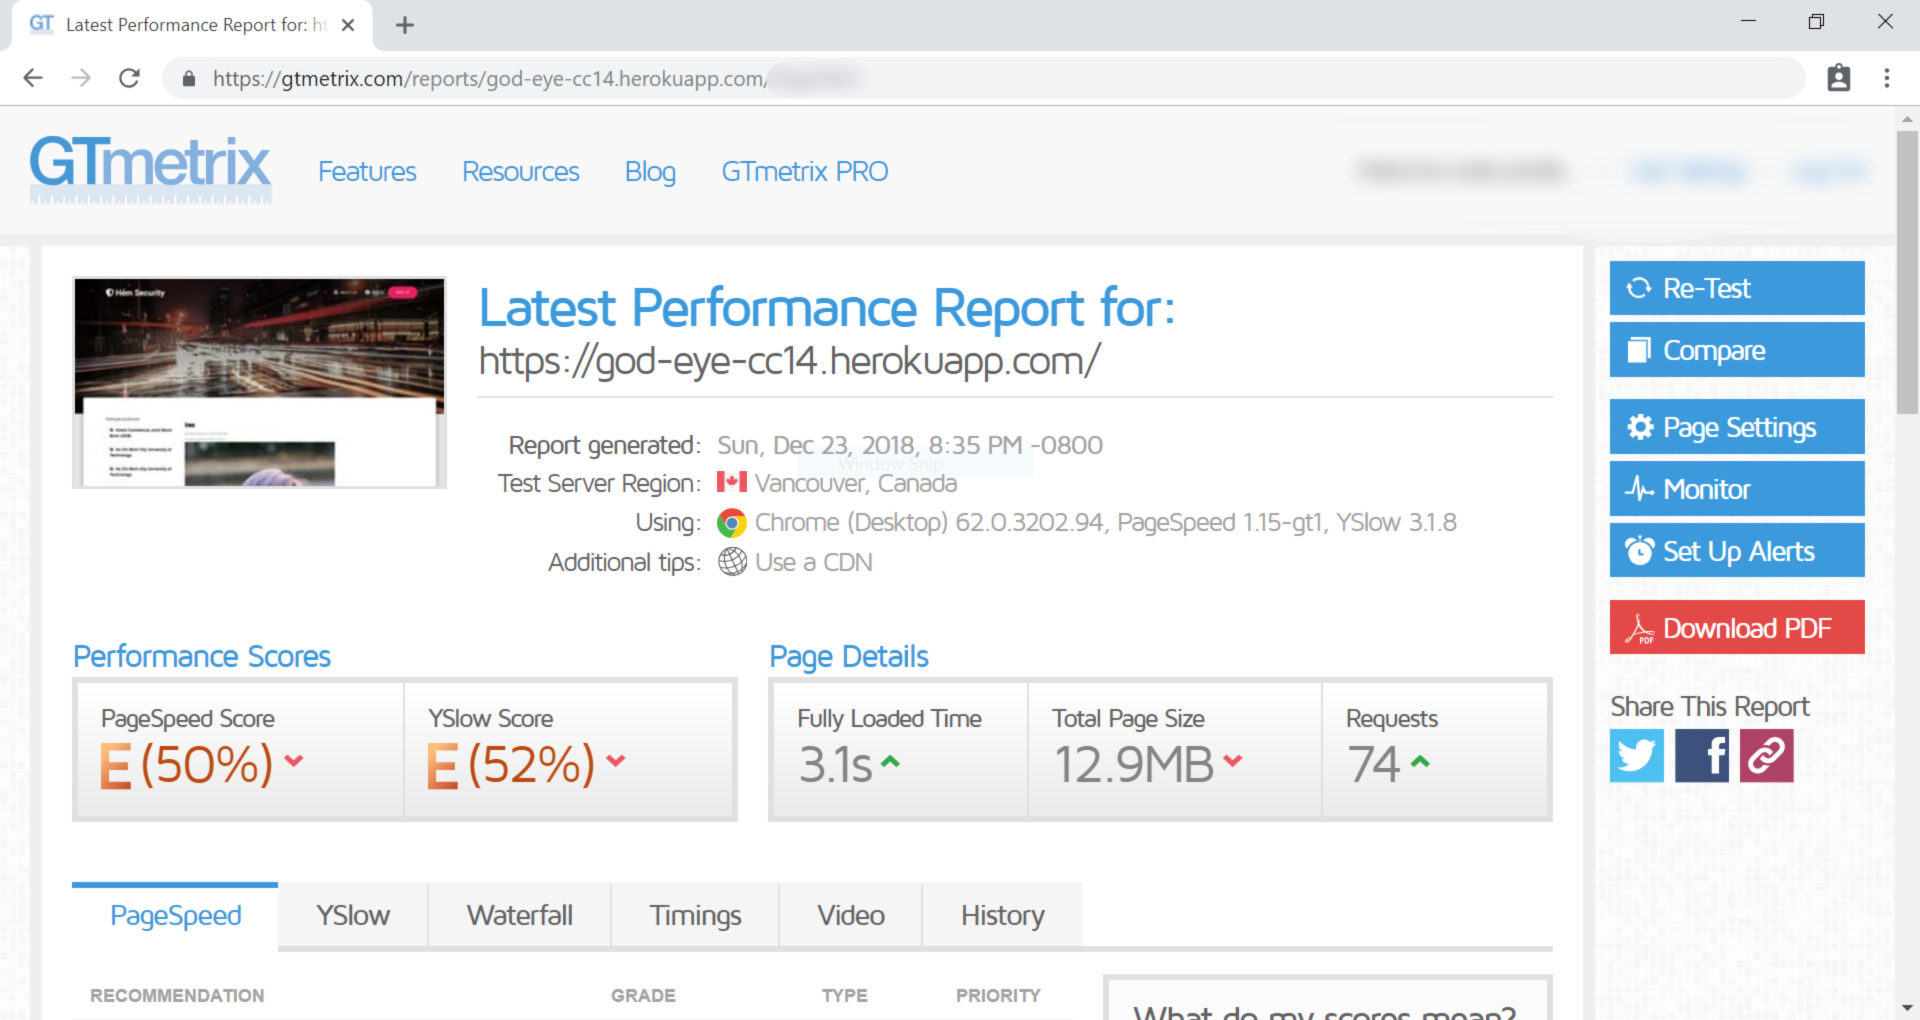 GT Latest Performance Report for: ht
https://gtmetrix.com/reports/god-eye-cc14.herokuapp.com/
GTmetrix Features Resources Blog GTmetrix PRO
Hém Security
Latest Performance Report for:
https://god-eye-cc14.herokuapp.com/
Report generated: Sun, Dec 23, 2018, 8:35 PM -0800
Window Snip
Test Server Region: Vancouver, Canada
Using: Chrome (Desktop) 62.0.3202.94, PageSpeed 1.15-gt1, YSlow 3.1.8
Additional tips: Use a CDN
Re-Test
Compare
Page Settings
Monitor
Set Up Alerts
PDF Download PDF
Share This Report
f
Performance Scores
PageSpeed Score
E (50%)
YSlow Score
E (52%)
Page Details
Fully Loaded Time
3.1s
Total Page Size
12.9MB
Requests
74
PageSpeed YSlow Waterfall Timings Video History
RECOMMENDATION GRADE TYPE PRIORITY
What do my scores mean?